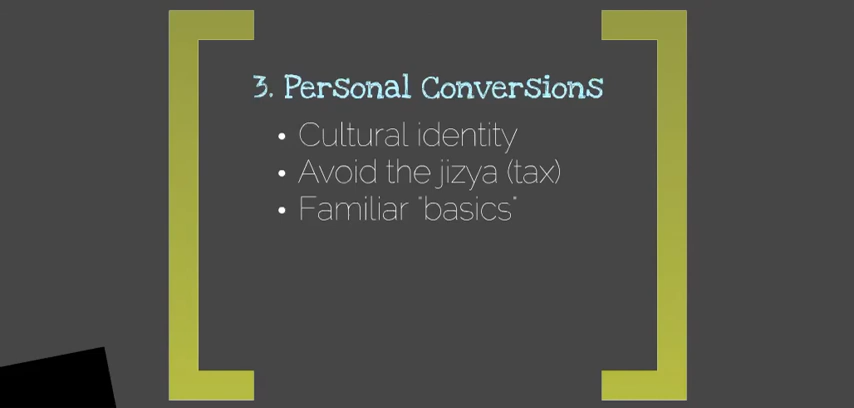 3. Personal Conversions
• Cultural identity
• Avoid the jizya (tax)
• Familiar "basics"